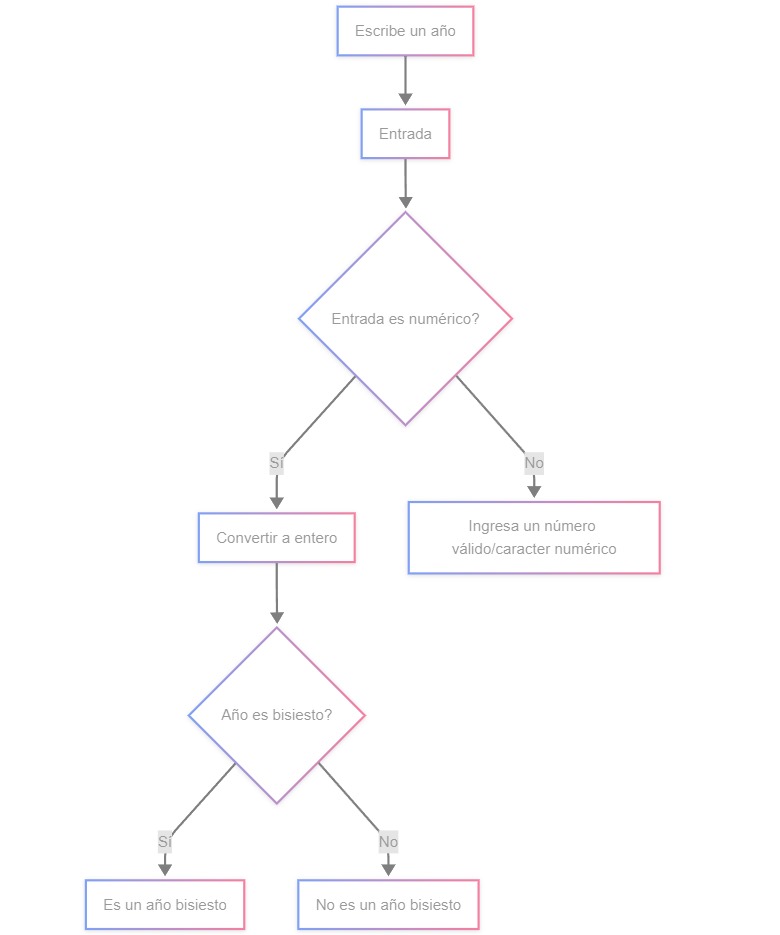 Escribe un año
Entrada
Entrada es numérico?
Sí
No
Convertir a entero
Ingresa un número
válido/caracter numérico
Año es bisiesto?
Sí
No
Es un año bisiesto
No es un año bisiesto